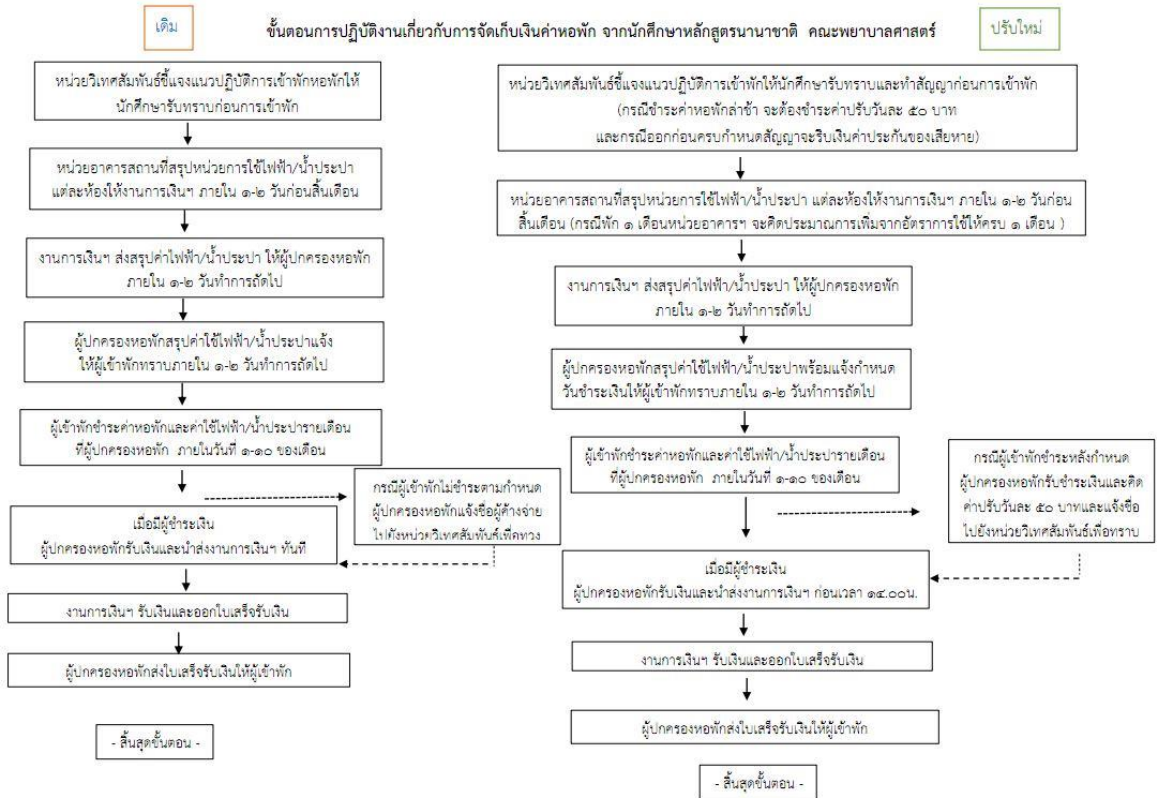 เดิม
ขั้นตอนการปฏิบัติงานเกี่ยวกับการจัดเก็บเงินค่าหอพัก จากนักศึกษาหลักสูตรนานาชาติ คณะพยาบาลศาสตร์
ปรับใหม่
หน่วยวิเทศสัมพันธ์ชี้แจงแนวปฏิบัติการเข้าพักหอพักให้
นักศึกษารับทราบก่อนการเข้าพัก
หน่วยอาคารสถานที่สรุปหน่วยการใช้ไฟฟ้า/น้ำประปา
แต่ละห้องให้งานการเงินฯ ภายใน ๑-๒ วันก่อนสิ้นเดือน
งานการเงินฯ ส่งสรุปค่าไฟฟ้า/น้ำประปา ให้ผู้ปกครองหอพัก
ภายใน ๑-๒ วันทำการถัดไป
ผู้ปกครองหอพักสรุปค่าใช้ไฟฟ้า/น้ำประปาแจ้ง
ให้ผู้เข้าพักทราบภายใน ๑-๒ วันทำการถัดไป
ผู้เข้าพักชำระค่าหอพักและค่าใช้ไฟฟ้า/น้ำประปารายเดือน
ที่ผู้ปกครองหอพัก ภายในวันที่ ๑-๑๐ ของเดือน
กรณีผู้เข้าพักไม่ชำระตามกำหนด
ผู้ปกครองหอพักแจ้งชื่อผู้ค้างจ่าย
ไปยังหน่วยวิเทศสัมพันธ์เพื่อทวง
เมื่อมีผู้ชำระเงิน
ผู้ปกครองหอพักรับเงินและนำส่งงานการเงินฯ ทันที
งานการเงินฯ รับเงินและออกใบเสร็จรับเงิน
ผู้ปกครองหอพักส่งใบเสร็จรับเงินให้ผู้เข้าพัก
- สิ้นสุดขั้นตอน -
หน่วยวิเทศสัมพันธ์ชี้แจงแนวปฏิบัติการเข้าพักให้นักศึกษารับทราบและทำสัญญาก่อนการเข้าพัก
(กรณีชำระค่าหอพักล่าช้า จะต้องชำระค่าปรับวันละ ๕๐ บาท
และกรณีออกก่อนครบกำหนดสัญญาจะริบเงินค่าประกันของเสียหาย)
หน่วยอาคารสถานที่สรุปหน่วยการใช้ไฟฟ้า/น้ำประปา แต่ละห้องให้งานการเงินฯ ภายใน ๑-๒ วันก่อน
สิ้นเดือน (กรณีพัก ๑ เดือนหน่วยอาคารฯ จะคิดประมาณการเพิ่มจากอัตราการใช้ให้ครบ ๑ เดือน )
งานการเงินฯ ส่งสรุปค่าไฟฟ้า/น้ำประปา ให้ผู้ปกครองหอพัก
ภายใน ๑-๒ วันทำการถัดไป
ผู้ปกครองหอพักสรุปค่าใช้ไฟฟ้า/น้ำประปาพร้อมแจ้งกำหนด
วันชำระเงินให้ผู้เข้าพักทราบภายใน ๑-๒ วันทำการถัดไป
ผู้เข้าพักชำระค่าหอพักและค่าใช้ไฟฟ้า/น้ำประปารายเดือน
ที่ผู้ปกครองหอพัก ภายในวันที่ ๑-๑๐ ของเดือน
กรณีผู้เข้าพักชำระหลังกำหนด
ผู้ปกครองหอพักรับชำระเงินและคิด
ค่าปรับวันละ ๕๐ บาทและแจ้งชื่อ
ไปยังหน่วยวิเทศสัมพันธ์เพื่อทราบ
เมื่อมีผู้ชำระเงิน
ผู้ปกครองหอพักรับเงินและนำส่งงานการเงินฯ ก่อนเวลา ๑๔.๐๐น.
งานการเงินฯ รับเงินและออกใบเสร็จรับเงิน
ผู้ปกครองหอพักส่งใบเสร็จรับเงินให้ผู้เข้าพัก
- สิ้นสุดขั้นตอน -